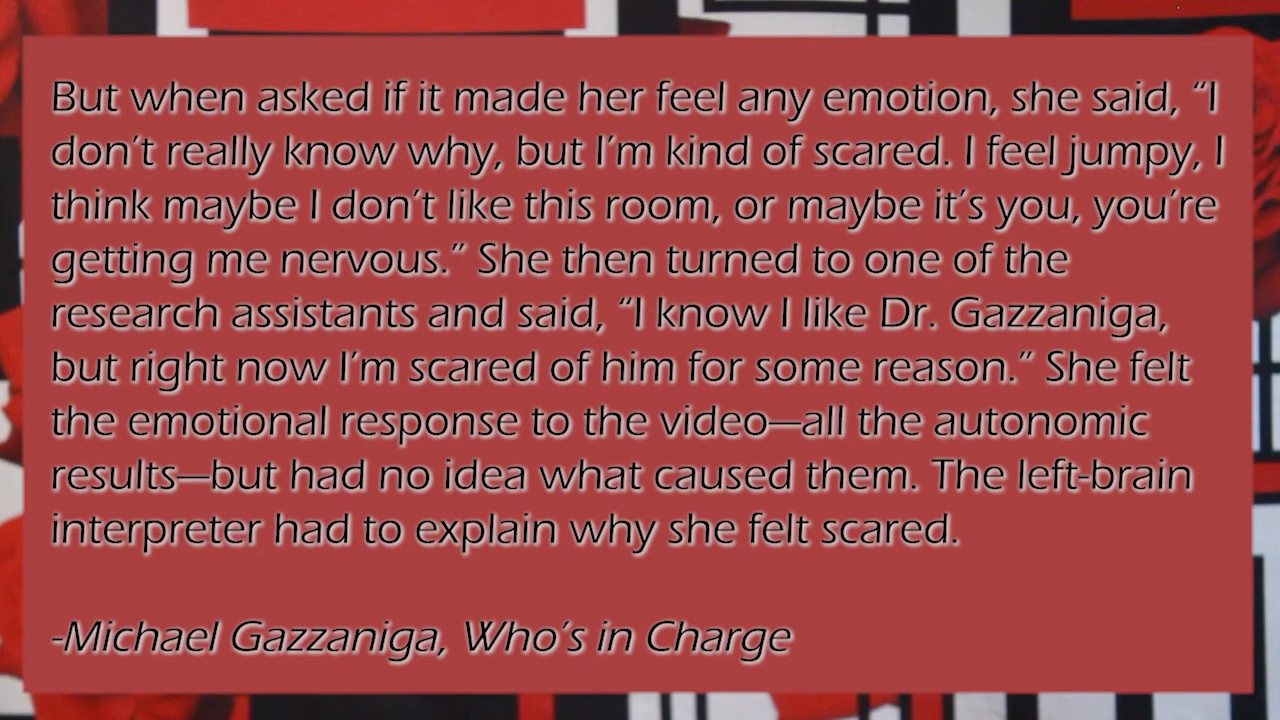 But when asked if it made her feel any emotion, she said, “I
don’t really know why, but I’m kind of scared. I feel jumpy, I
think maybe I don’t like this room, or maybe it’s you, you’re
getting me nervous.” She then turned to one of the
research assistants and said, “I know I like Dr. Gazzaniga,
but right now I’m scared of him for some reason.” She felt
the emotional response to the video—all the autonomic
results—but had no idea what caused them. The left-brain
interpreter had to explain why she felt scared.
-Michael Gazzaniga, Who’s in Charge